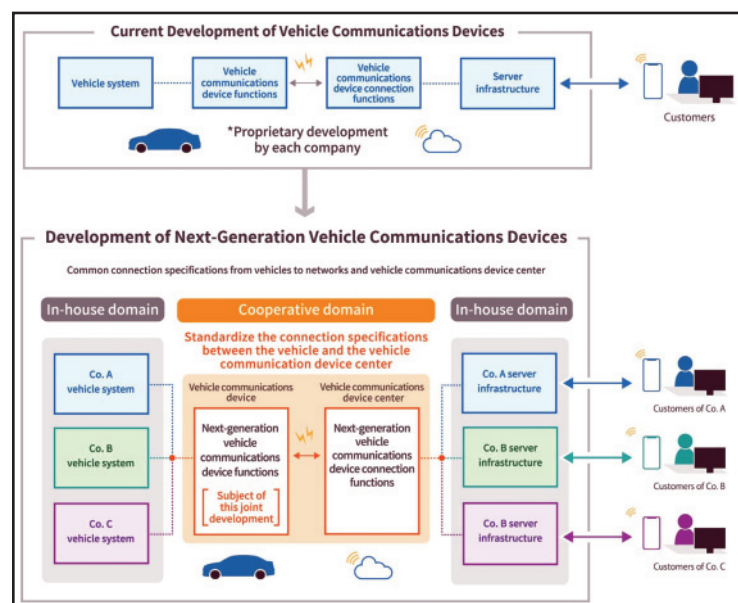 Current Development of Vehicle Communications Devices
Vehicle system
Vehicle
communications
device functions
Vehicle
communications
device connection
functions
Server
infrastructure
Customers
*Proprietary development
by each company
Development of Next-Generation Vehicle Communications Devices
Common connection specifications from vehicles to networks and vehicle communications device center
In-house domain
Cooperative domain
In-house domain
Standardize the connection specifications
between the vehicle and the vehicle
communication device center
Co. A
vehicle system
Co. B
vehicle system
Co. C
vehicle system
Vehicle communications
device
Next-generation
vehicle
communications
device functions
Subject of
this joint
development
Vehicle communications
device center
Next-generation
vehicle
communications
device connection
functions
Co. A server
infrastructure
Co. B server
infrastructure
Co. B server
infrastructure
Customers of Co. A
Customers of Co. B
Customers of Co. C